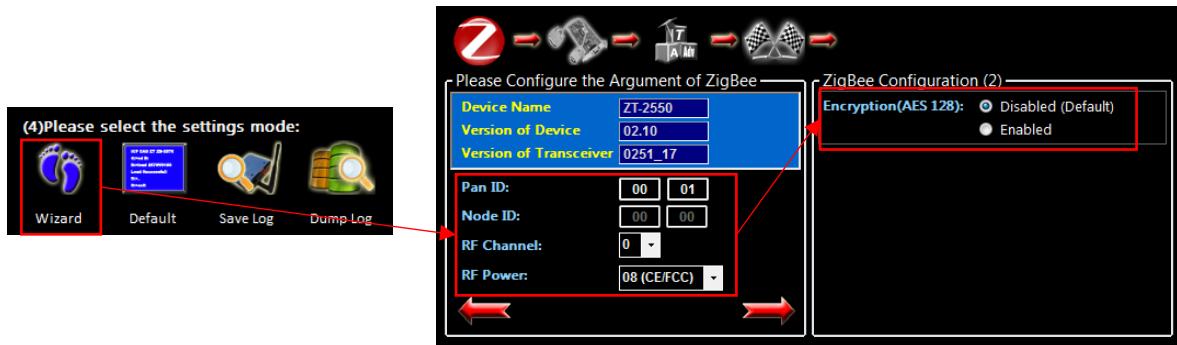 (4)Please select the settings mode:
Wizard
Default
Save Log
Dump Log
Please Configure the Argument of ZigBee
Device Name ZT-2550
Version of Device 02.10
Version of Transceiver 0251_17
Pan ID: 00 01
Node ID: 00 00
RF Channel: 0
RF Power: 08 (CE/FCC)
ZigBee Configuration (2)
Encryption(AES 128): Disabled (Default)
Enabled